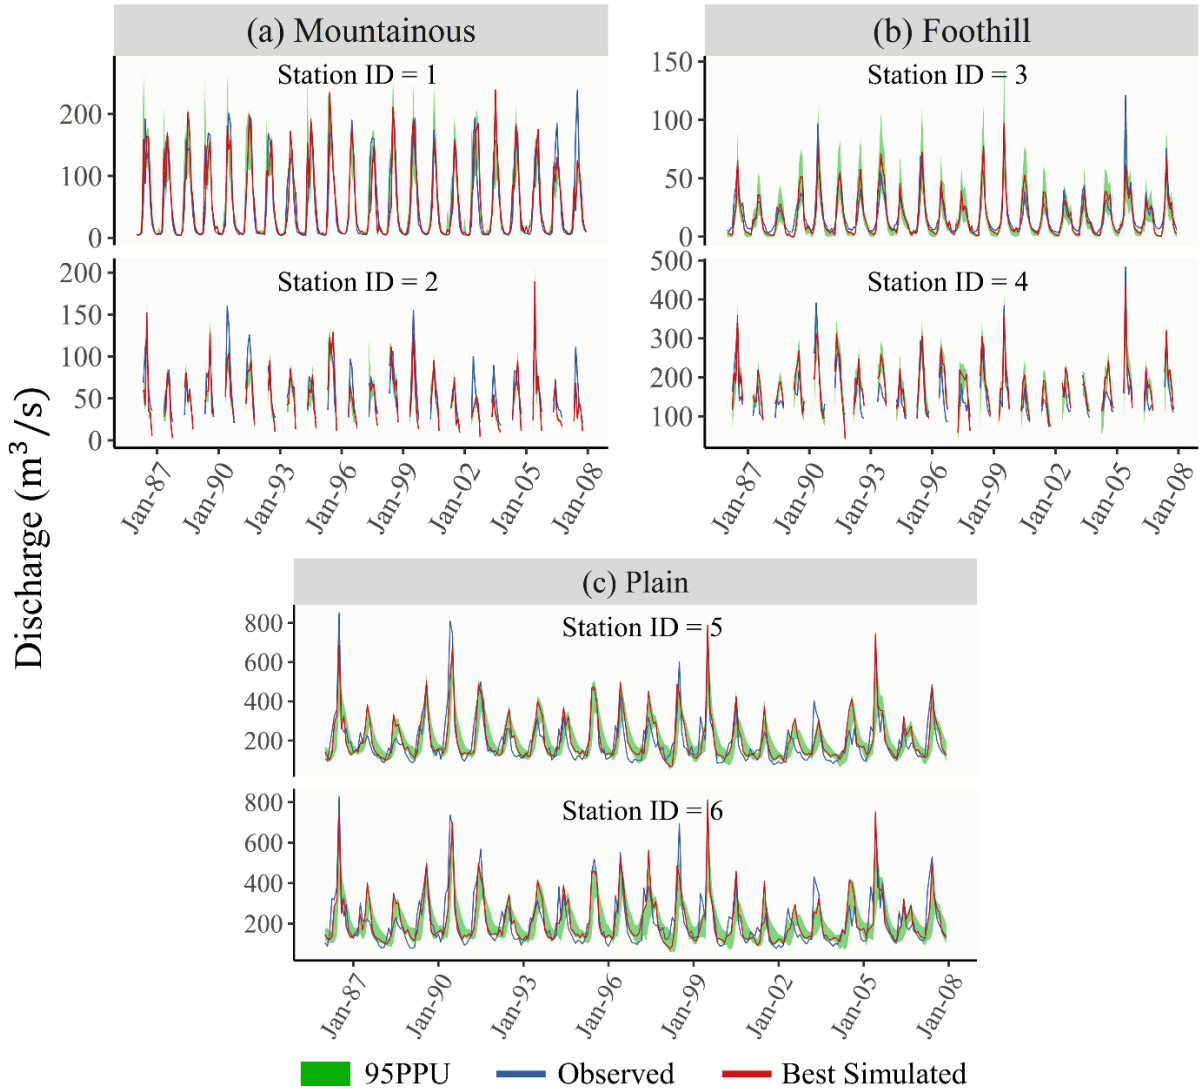 (a) Mountainous
Station ID = 1
200
100
0
Station ID = 2
200
150
100
50
0
Jan-87 Jan-90 Jan-93 Jan-96 Jan-99 Jan-02 Jan-05 Jan-08
(b) Foothill
Station ID = 3
150
100
50
0
Station ID = 4
500
400
300
200
100
Jan-87 Jan-90 Jan-93 Jan-96 Jan-99 Jan-02 Jan-05 Jan-08
Discharge (m³/s)
(c) Plain
Station ID = 5
800
600
400
200
Station ID = 6
800
600
400
200
Jan-87 Jan-90 Jan-93 Jan-96 Jan-99 Jan-02 Jan-05 Jan-08
95PPU Observed Best Simulated